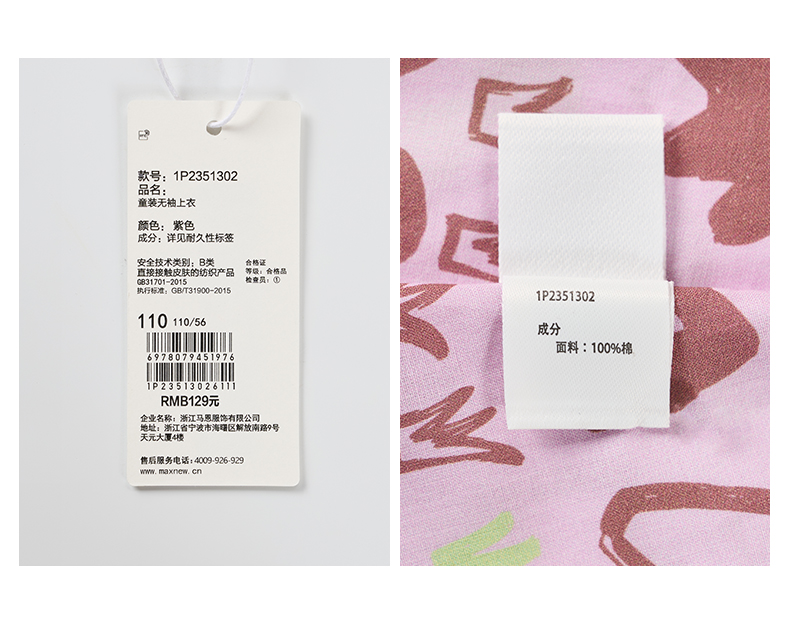 款号：1P2351302
品名：
童装无袖上衣
颜色：紫色
成分：详见耐久性标签
安全技术类别：B类
直接接触皮肤的纺织产品
GB31701-2015
执行标准：GB/T31900-2015
合格证
等级：合格品
检查员：①
110 110/56
6978079451976
1P23513026111
RMB129元
企业名称：浙江马恩服饰有限公司
地址：浙江省宁波市海曙区解放南路9号
天元大厦4楼
售后服务电话：4009-926-929
www.maxnew.cn
1P2351302
成分
面料：100%棉